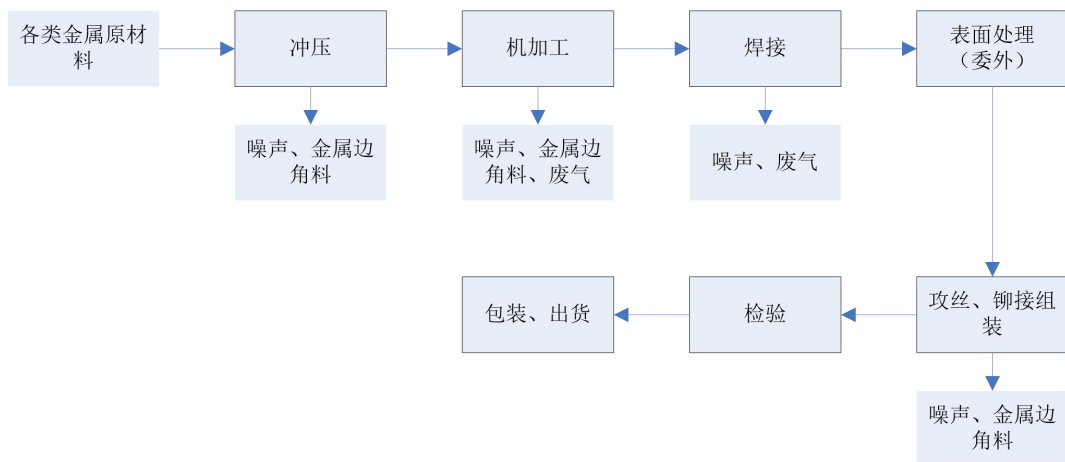 各类金属原材
料
冲压
机加工
焊接
表面处理
（委外）
噪声、金属边
角料
噪声、金属边
角料、废气
噪声、废气
包装、出货
检验
攻丝、铆接组
装
噪声、金属边
角料